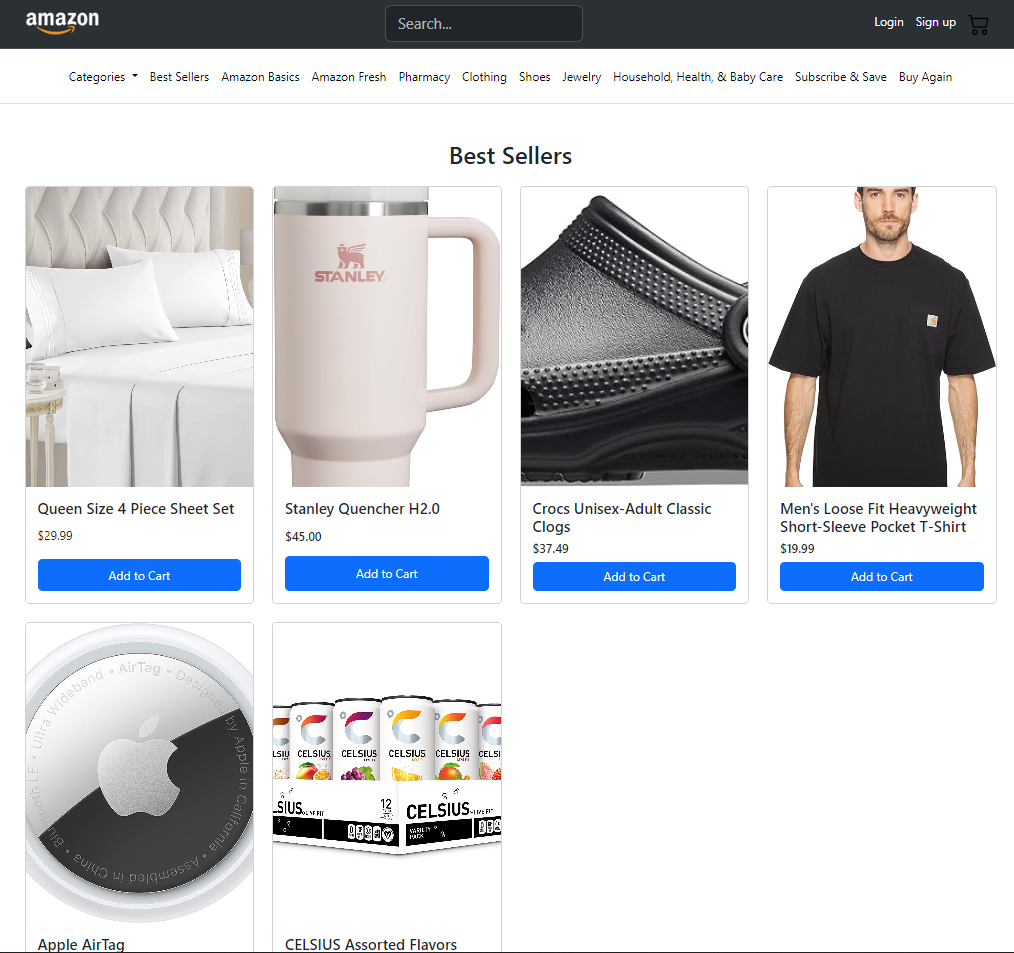 amazon
Search...
Login Sign up
Categories Best Sellers Amazon Basics Amazon Fresh Pharmacy Clothing Shoes Jewelry Household, Health, & Baby Care Subscribe & Save Buy Again
Best Sellers
STANLEY
Queen Size 4 Piece Sheet Set
$29.99
Add to Cart
Stanley Quencher H2.0
$45.00
Add to Cart
Crocs Unisex-Adult Classic
Clogs
$37.49
Add to Cart
Men's Loose Fit Heavyweight
Short-Sleeve Pocket T-Shirt
$19.99
Add to Cart
Ultra Wideband • AirTag • Designed by Apple in California • Assembled in China •
CELSIUS CELSIUS CELSIUS CELSIUS
12
CELSIUS LIVE FIT
VARIETY
PACK
Apple AirTag
CELSIUS Assorted Flavors